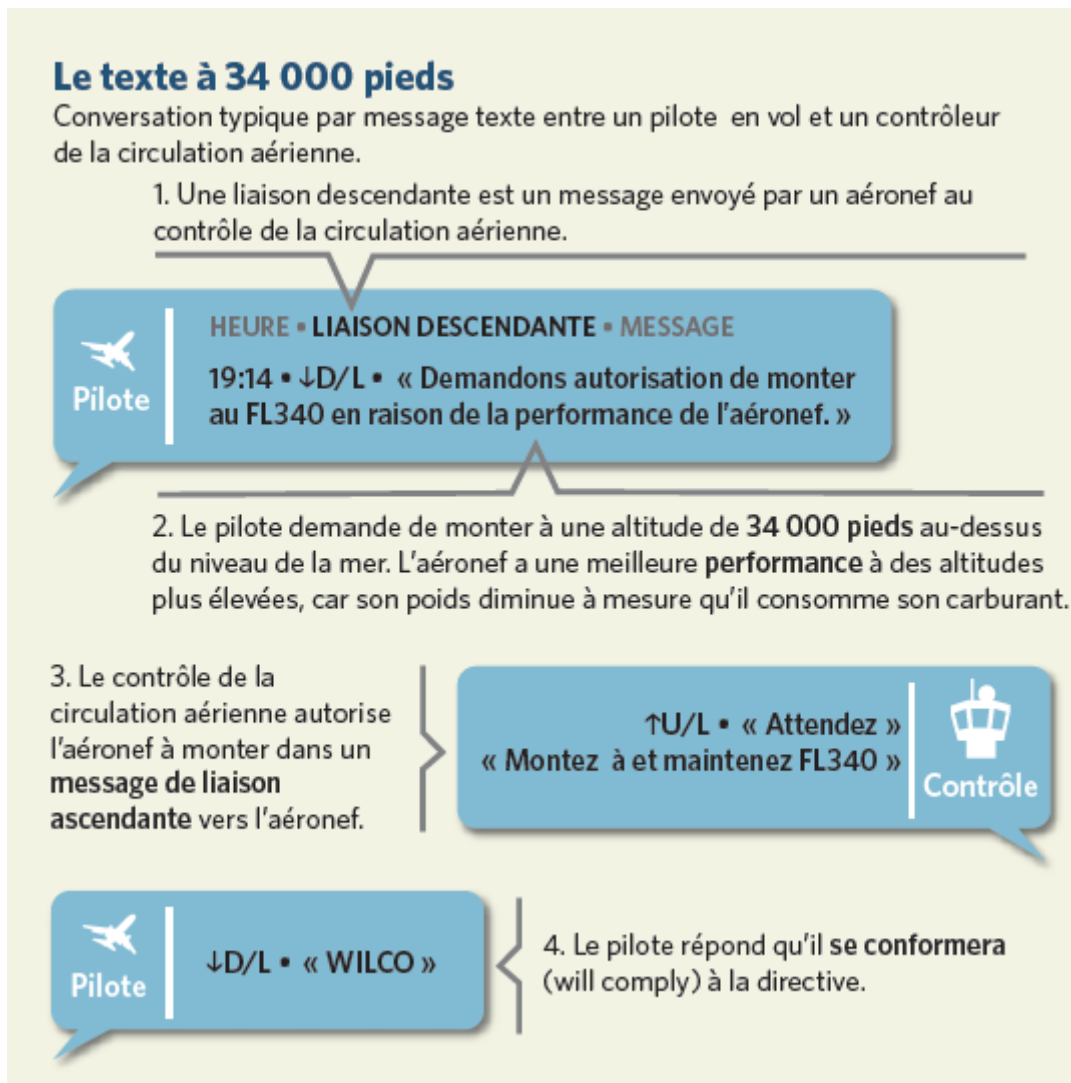 Le texte à 34 000 pieds
Conversation typique par message texte entre un pilote en vol et un contrôleur
de la circulation aérienne.
1. Une liaison descendante est un message envoyé par un aéronef au
contrôle de la circulation aérienne.
HEURE ▪ LIAISON DESCENDANTE ▪ MESSAGE
19:14 • ↓D/L • « Demandons autorisation de monter
au FL340 en raison de la performance de l'aéronef. »
Pilote
2. Le pilote demande de monter à une altitude de 34 000 pieds au-dessus
du niveau de la mer. L'aéronef a une meilleure performance à des altitudes
plus élevées, car son poids diminue à mesure qu'il consomme son carburant.
3. Le contrôle de la
circulation aérienne autorise
l'aéronef à monter dans un
message de liaison
ascendante vers l'aéronef.
↑U/L • « Attendez »
« Montez à et maintenez FL340 »
Contrôle
Pilote
↓D/L • « WILCO »
4. Le pilote répond qu'il se conformera
(will comply) à la directive.